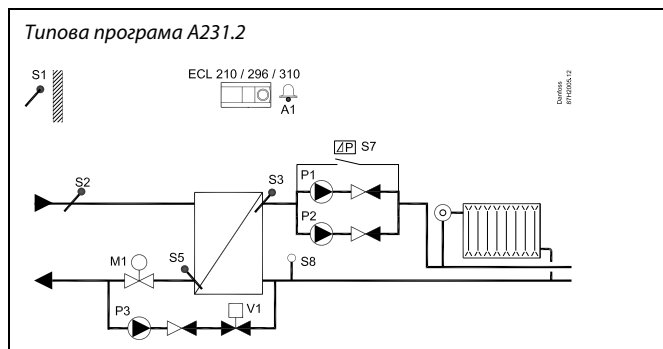 Типова програма A231.2
S1
ECL 210 / 296 / 310
A1
Danfoss
87H2005.12
ΔP S7
S2
S3
P1
P2
M1
S5
S8
P3
V1